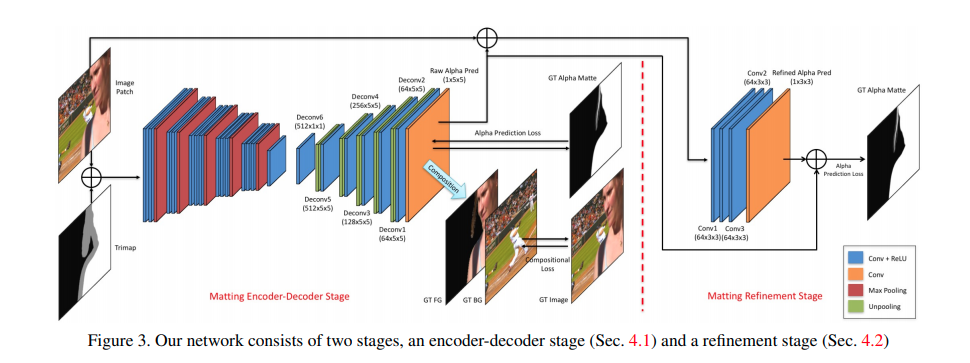 Image
Patch
Trimap
Deconv6
(512x1x1)
Deconv5
(512x5x5)
Deconv4
(256x5x5)
Deconv3
(128x5x5)
Deconv2
(64x5x5)
Deconv1
(64x5x5)
Raw Alpha Pred
(1x5x5)
GT Alpha Matte
Alpha Prediction Loss
Composition
GT FG
GT BG
Compositional
Loss
GT Image
Matting Encoder-Decoder Stage
Conv2 Refined Alpha Pred
(64x3x3) (1x3x3)
Conv1 Conv3
(64x3x3)(64x3x3)
GT Alpha Matte
Alpha
Prediction Loss
Matting Refinement Stage
Conv + ReLU
Conv
Max Pooling
Unpooling
Figure 3. Our network consists of two stages, an encoder-decoder stage (Sec. 4.1) and a refinement stage (Sec. 4.2)